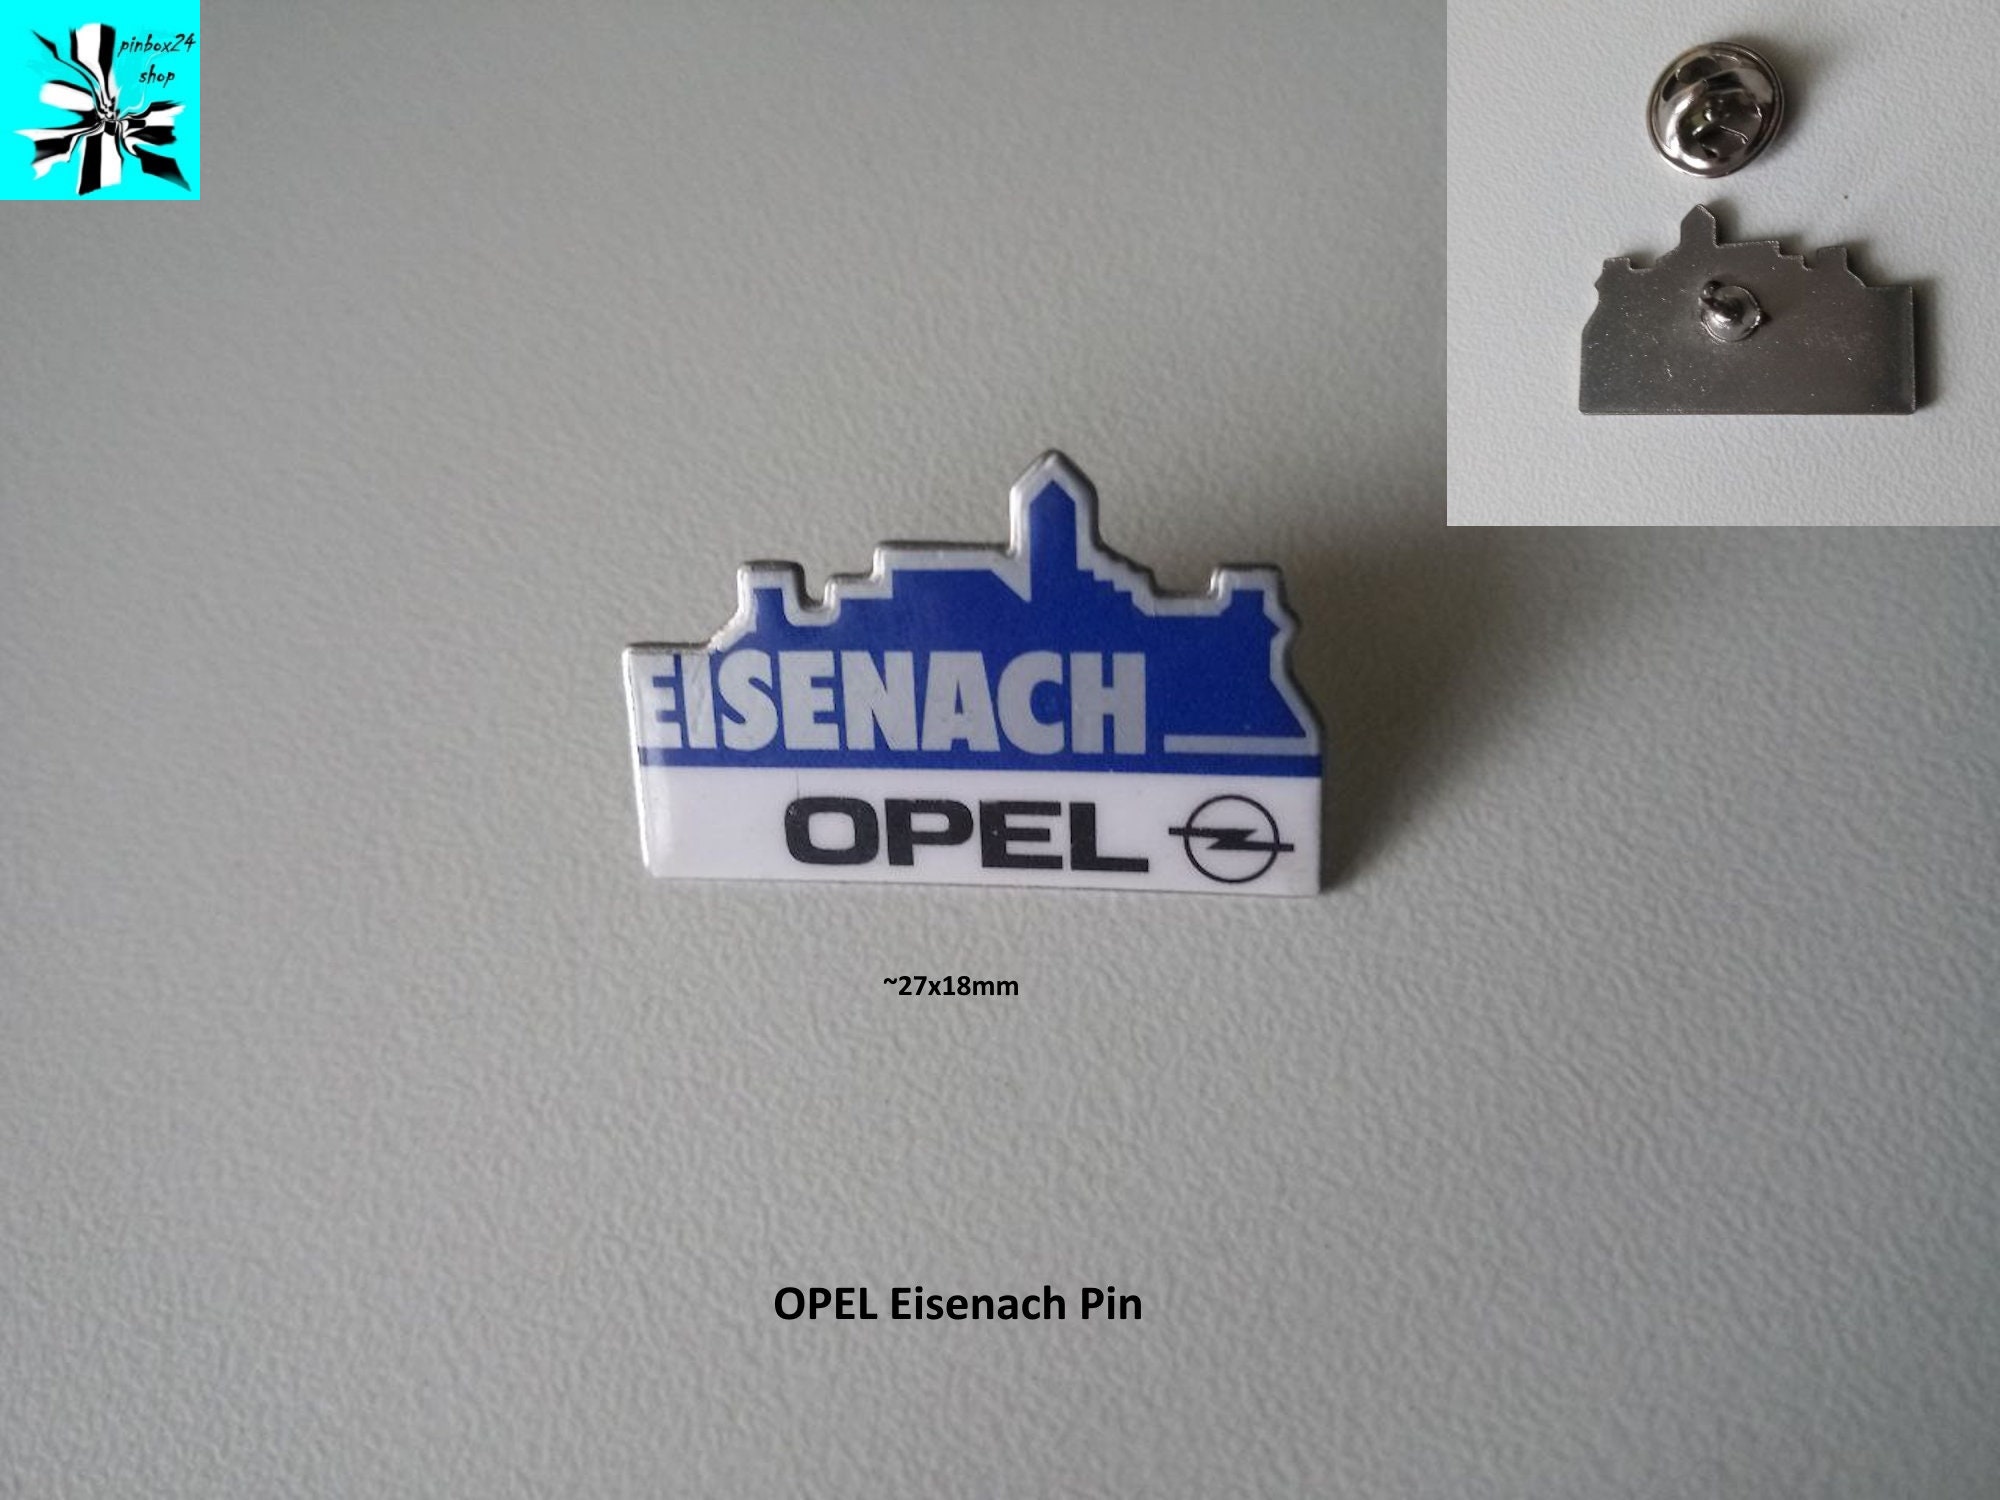 pinbox24
shop
EISENACH
OPEL
~27x18mm
OPEL Eisenach Pin